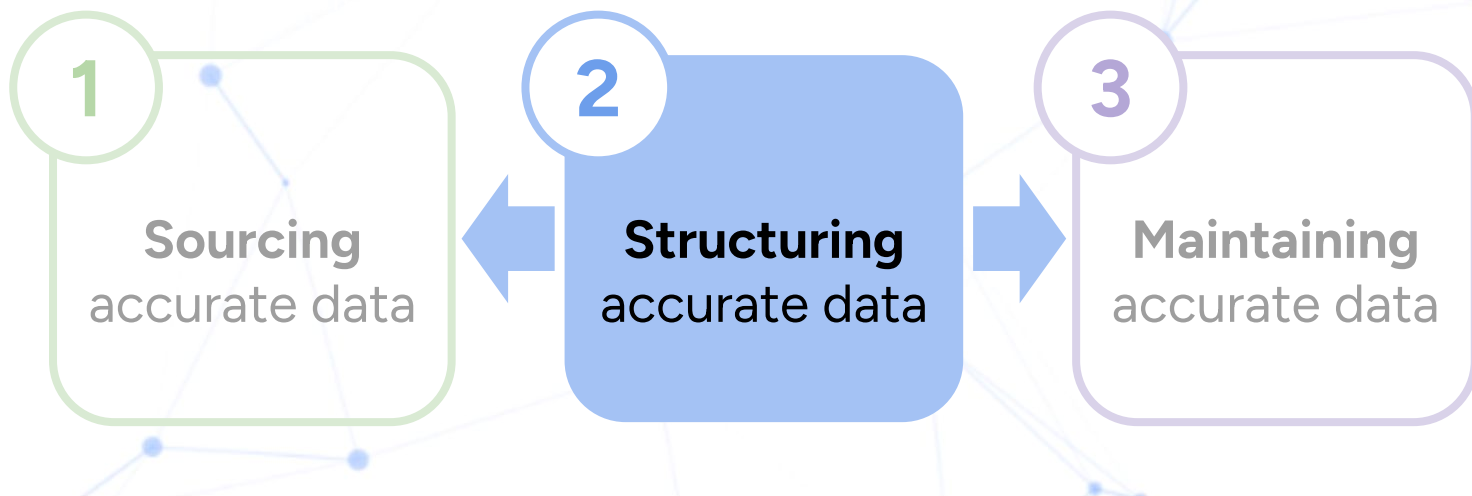 1
Sourcing
accurate data
2
Structuring
accurate data
3
Maintaining
accurate data